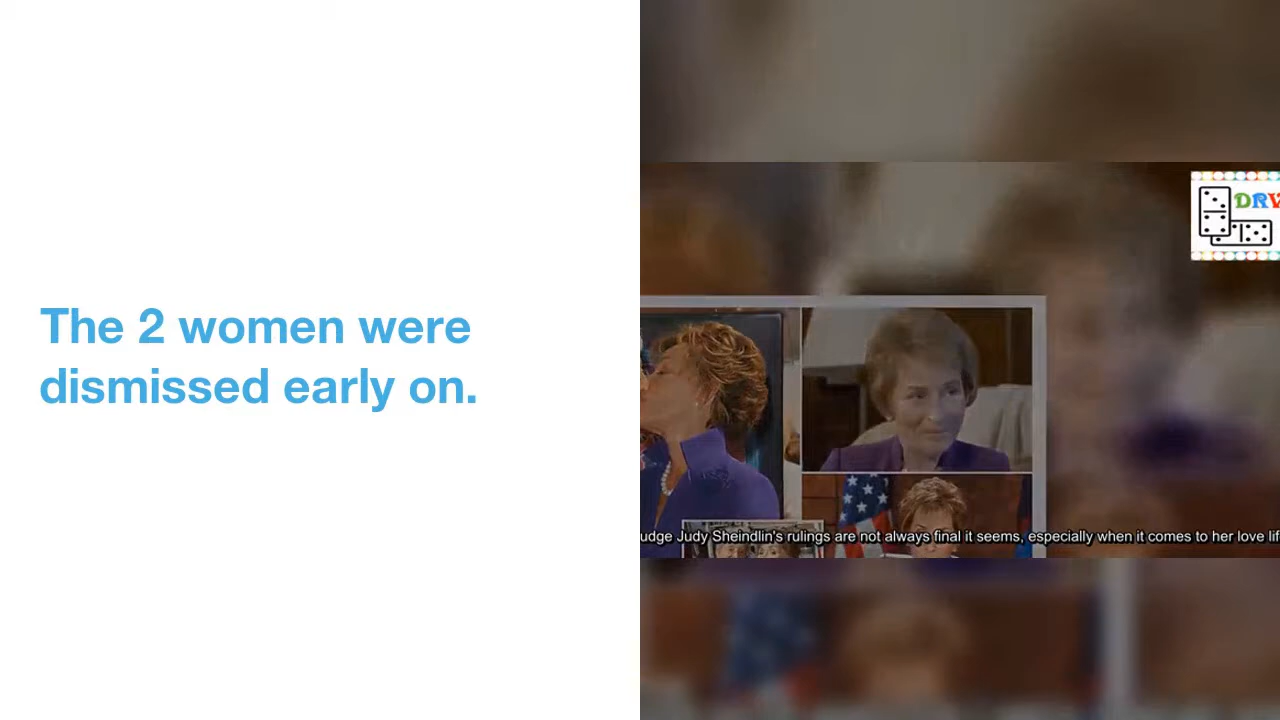 The 2 women were
dismissed early on.
DRV
udge Judy Sheindlin's rulings are not always final it seems, especially when it comes to her love lif